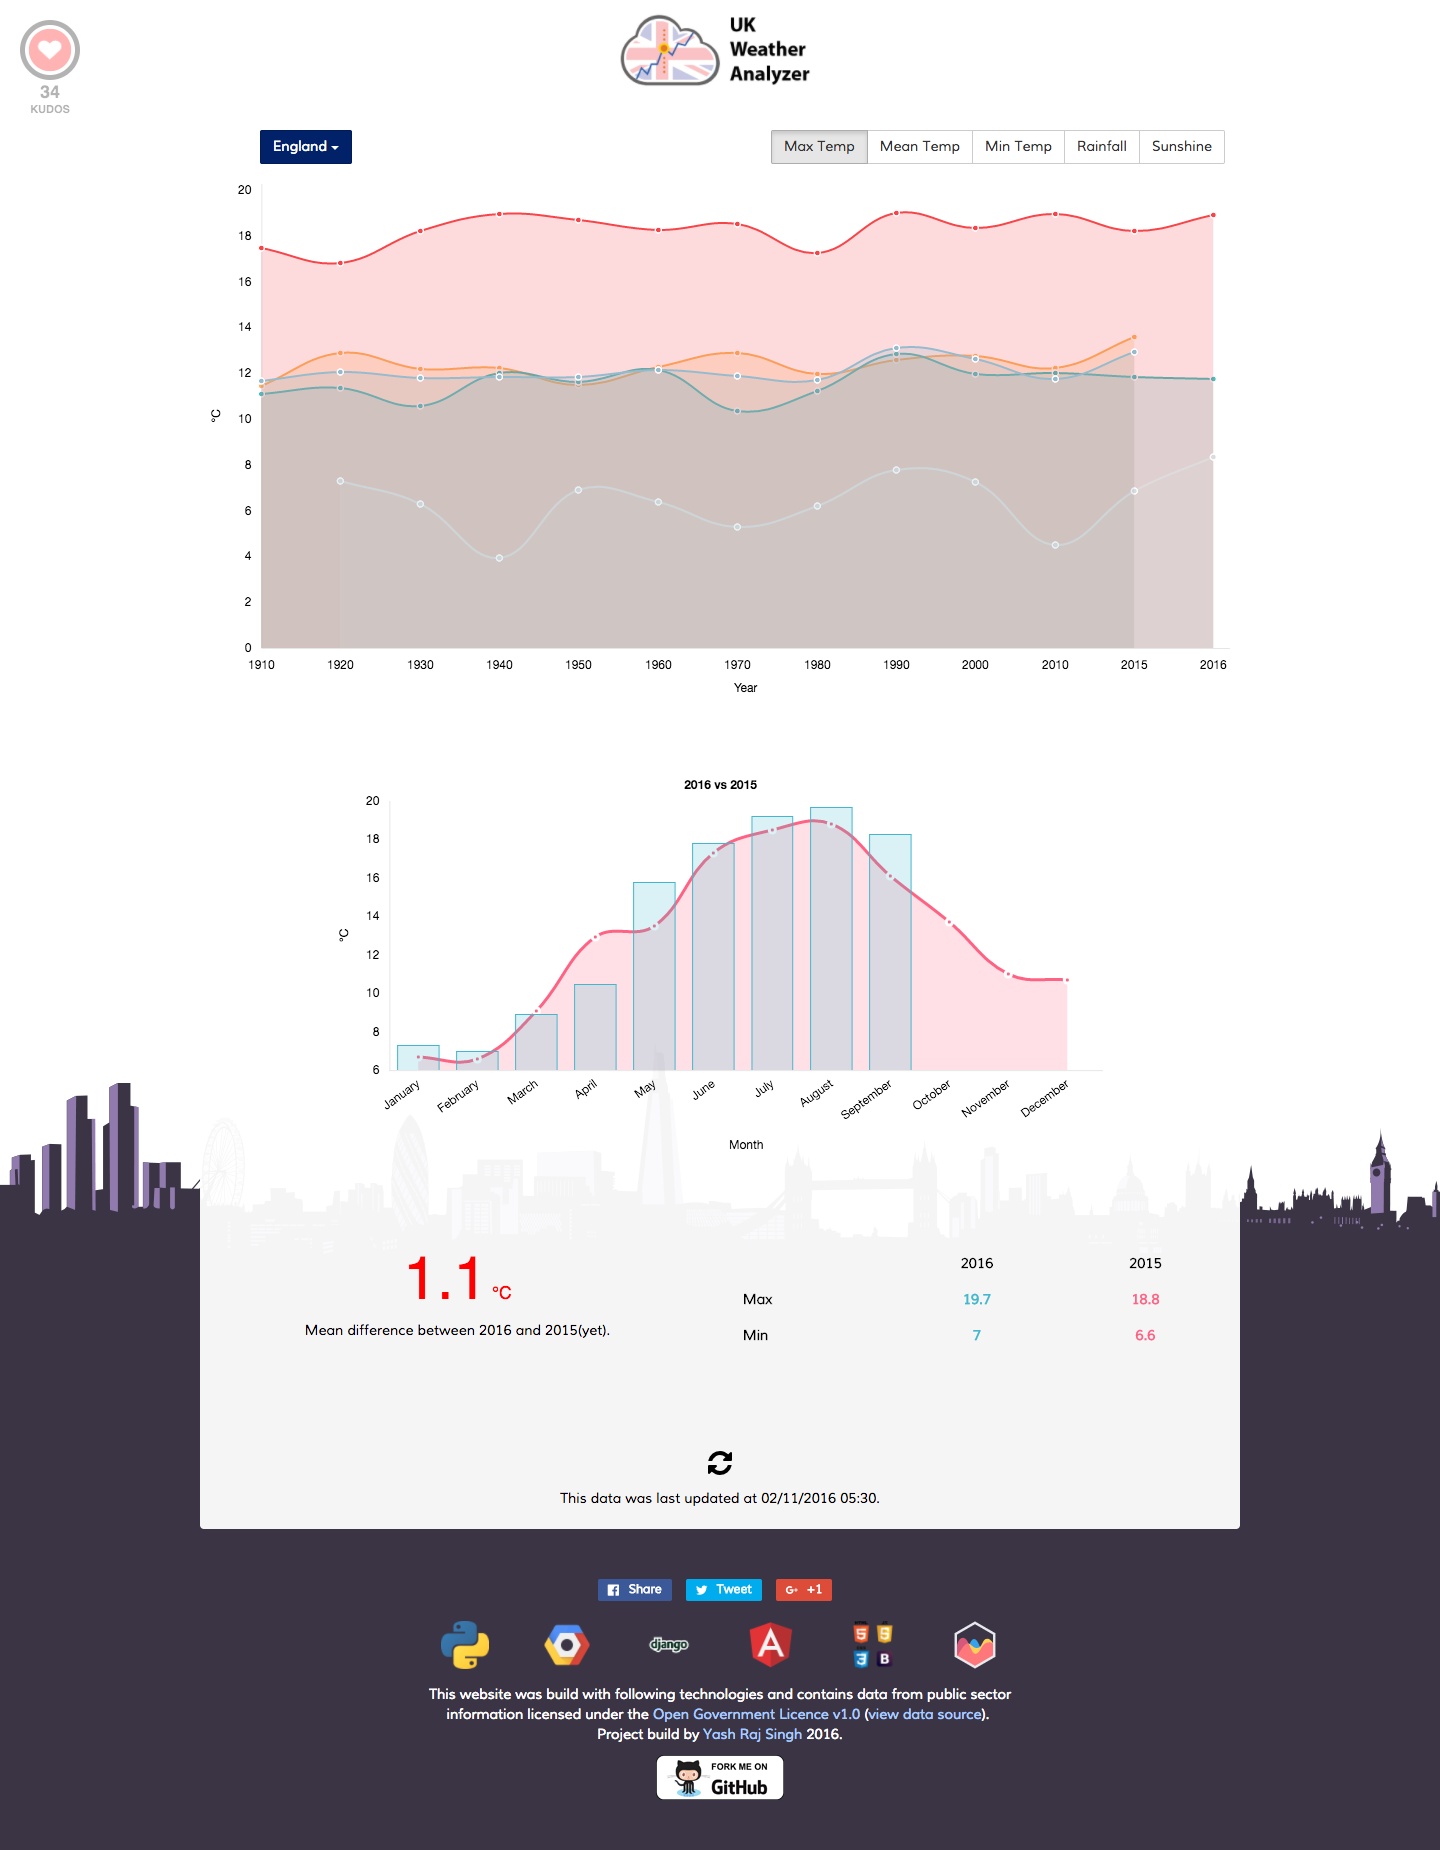 34
KUDOS
UK
Weather
Analyzer
England
Max Temp Mean Temp Min Temp Rainfall Sunshine
20
18
16
14
12
10
8
6
4
2
0
°C
1910 1920 1930 1940 1950 1960 1970 1980 1990 2000 2010 2015 2016
Year
2016 vs 2015
20
18
16
14
12
10
8
6
°C
January February March April May June July August September October November December
Month
1.1 °C
Mean difference between 2016 and 2015(yet).
2016 2015
Max 19.7 18.8
Min 7 6.6
This data was last updated at 02/11/2016 05:30.
Share Tweet G+ +1
django A 5 5 3 B
This website was build with following technologies and contains data from public sector
information licensed under the Open Government Licence v1.0 (view data source).
Project build by Yash Raj Singh 2016.
FORK ME ON
GitHub